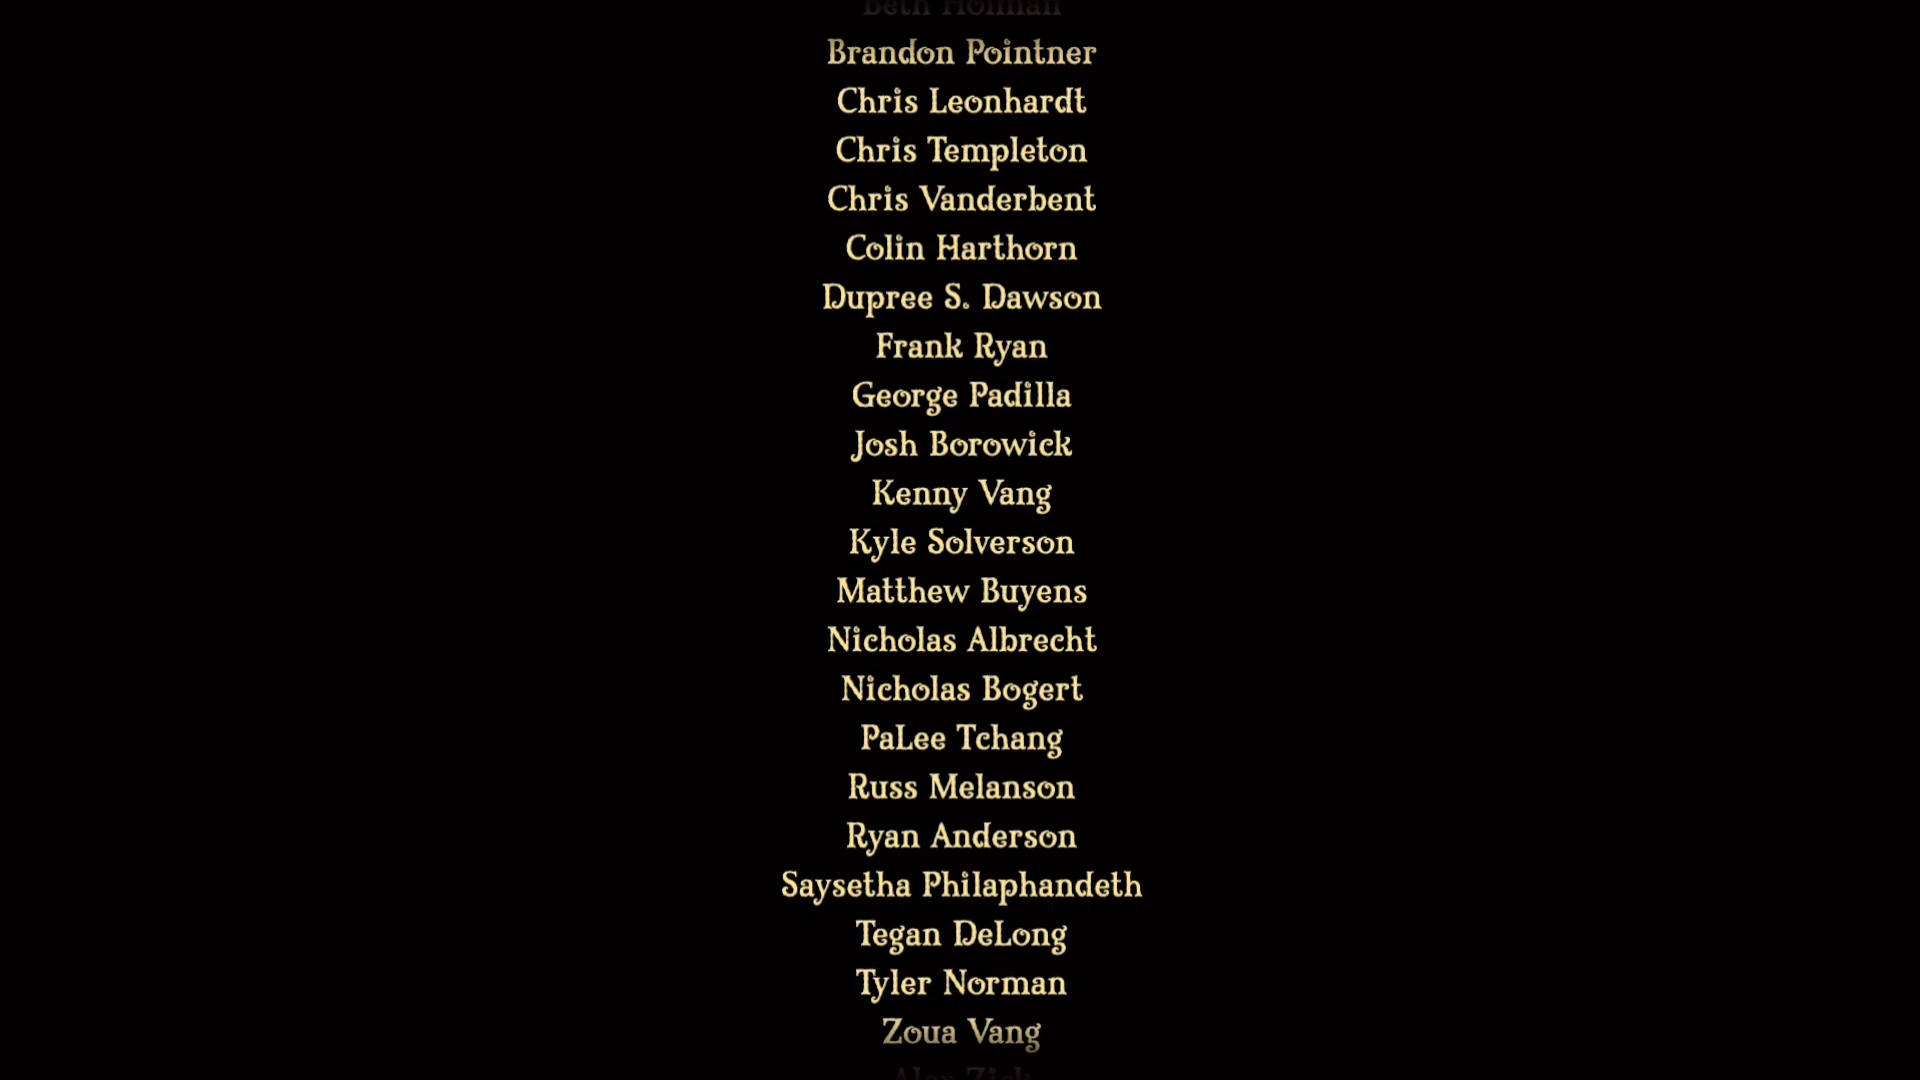 Beth Holman
Brandon Pointner
Chris Leonhardt
Chris Templeton
Chris Vanderbent
Colin Harthorn
Dupree S. Dawson
Frank Ryan
George Padilla
Josh Borowick
Kenny Vang
Kyle Solverson
Matthew Buyens
Nicholas Albrecht
Nicholas Bogert
PaLee Tchang
Russ Melanson
Ryan Anderson
Saysetha Philaphandeth
Tegan DeLong
Tyler Norman
Zoua Vang